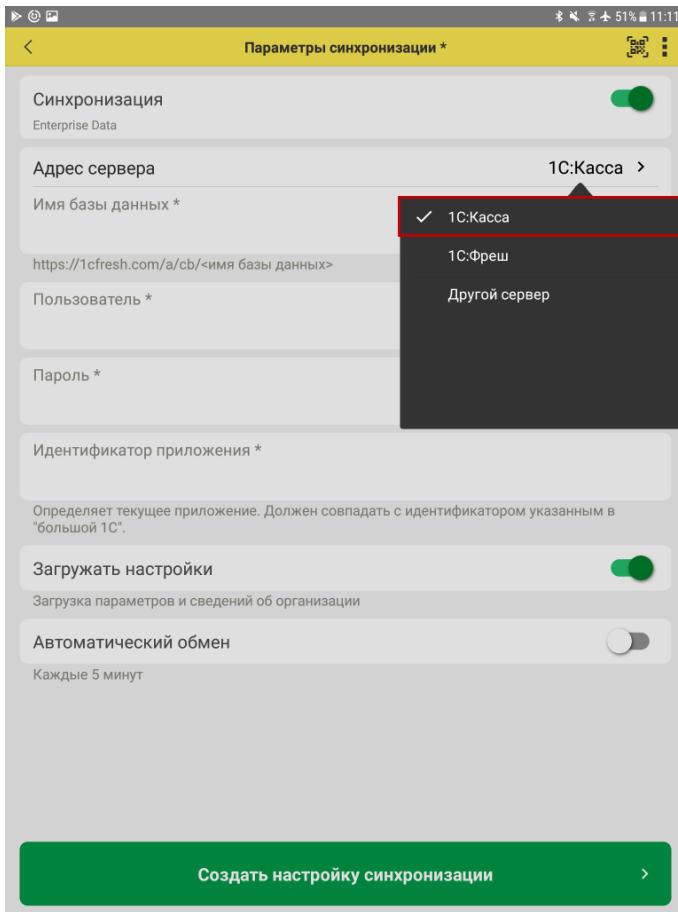 51% 11:11
Параметры синхронизации *
Синхронизация
Enterprise Data
Адрес сервера 1С:Касса
Имя базы данных *
https://1cfresh.com/a/cb/<имя базы данных>
1С:Касса
1С:Фреш
Другой сервер
Пользователь *
Пароль *
Идентификатор приложения *
Определяет текущее приложение. Должен совпадать с идентификатором указанным в
"большой 1С".
Загружать настройки
Загрузка параметров и сведений об организации
Автоматический обмен
Каждые 5 минут
Создать настройку синхронизации